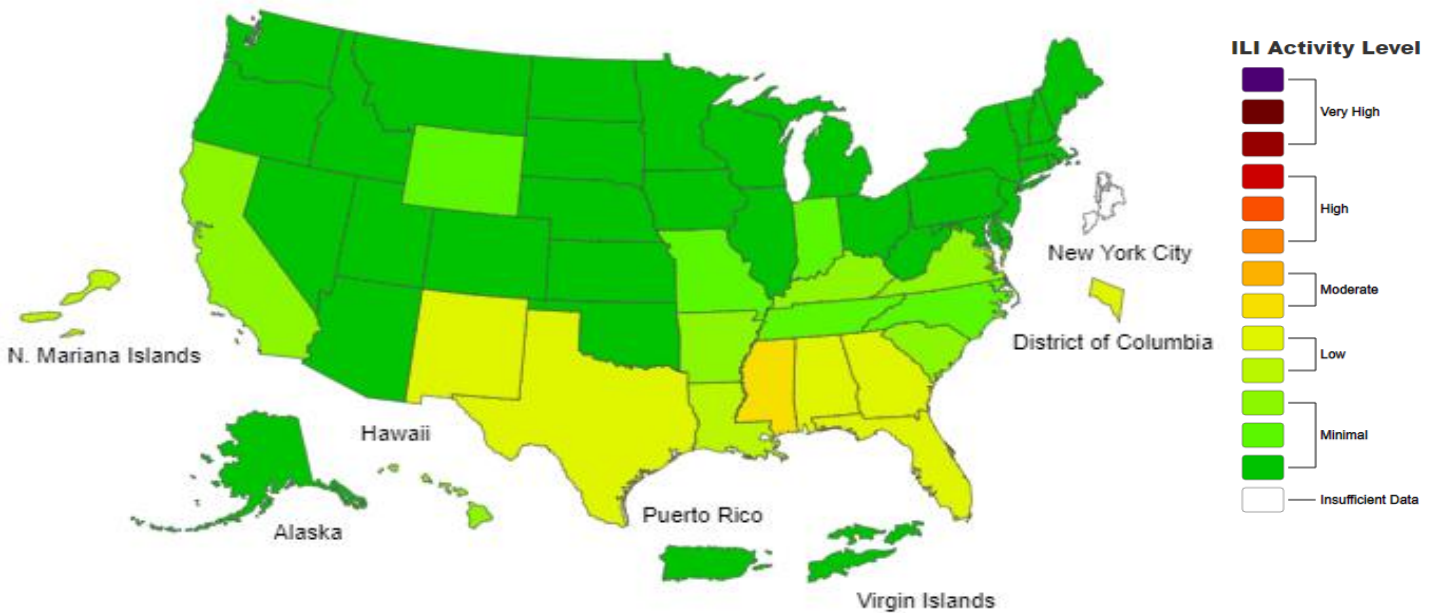 ILI Activity Level
Very High
High
Moderate
Low
Minimal
Insufficient Data
New York City
District of Columbia
N. Mariana Islands
Hawaii
Alaska
Puerto Rico
Virgin Islands